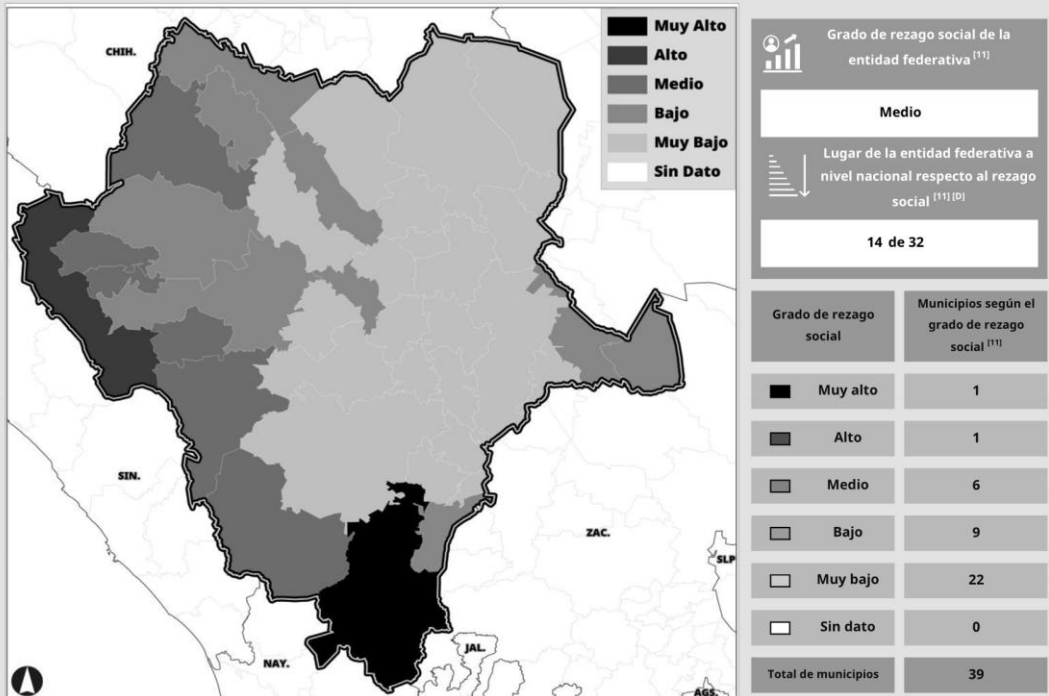 CHIH.
SIN.
NAY.
JAL.
ZAC.
SLP
AGS.
Muy Alto
Alto
Medio
Bajo
Muy Bajo
Sin Dato
Grado de rezago social de la
entidad federativa [11]
Medio
Lugar de la entidad federativa a
nivel nacional respecto al rezago
social [11] [D]
14 de 32
Grado de rezago
social
Municipios según el
grado de rezago
social [11]
Muy alto
1
Alto
1
Medio
6
Bajo
9
Muy bajo
22
Sin dato
0
Total de municipios
39